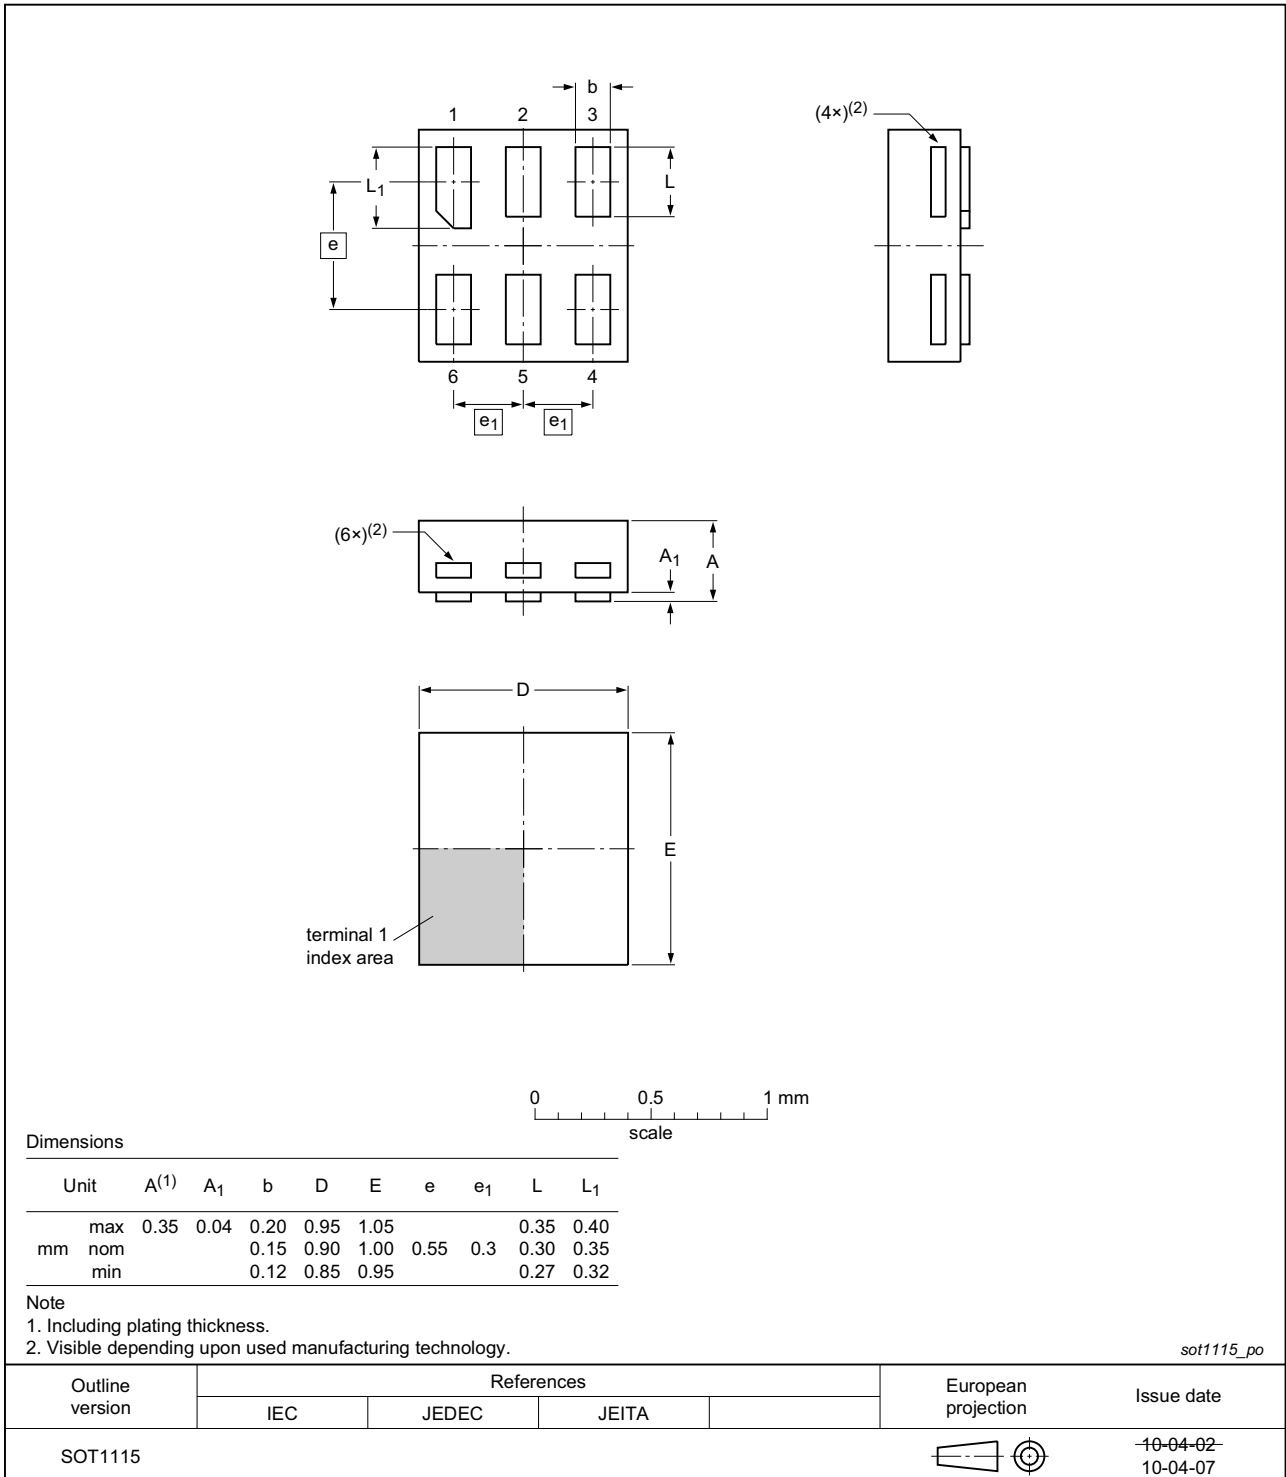 b
1 2 3
(4×)(2)
L1
L
e
6 5 4
e1 e1
(6×)(2)
A1 A
D
E
terminal 1
index area
0 0.5 1 mm
scale
Dimensions
Unit A(1) A1 b D E e e1 L L1
max 0.35 0.04 0.20 0.95 1.05 0.35 0.40
mm nom 0.15 0.90 1.00 0.55 0.3 0.30 0.35
min 0.12 0.85 0.95 0.27 0.32
Note
1. Including plating thickness.
2. Visible depending upon used manufacturing technology.
sot1115_po
Outline
version
References
IEC JEDEC JEITA
European
projection
Issue date
SOT1115
10-04-02
10-04-07